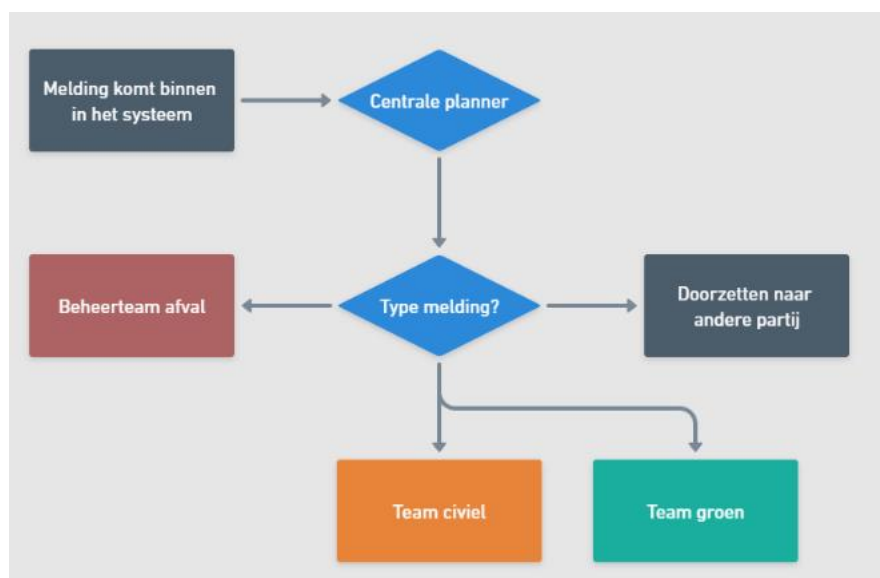 Melding komt binnen
in het systeem
Centrale planner
Beheerteam afval
Type melding?
Doorzetten naar
andere partij
Team civiel
Team groen